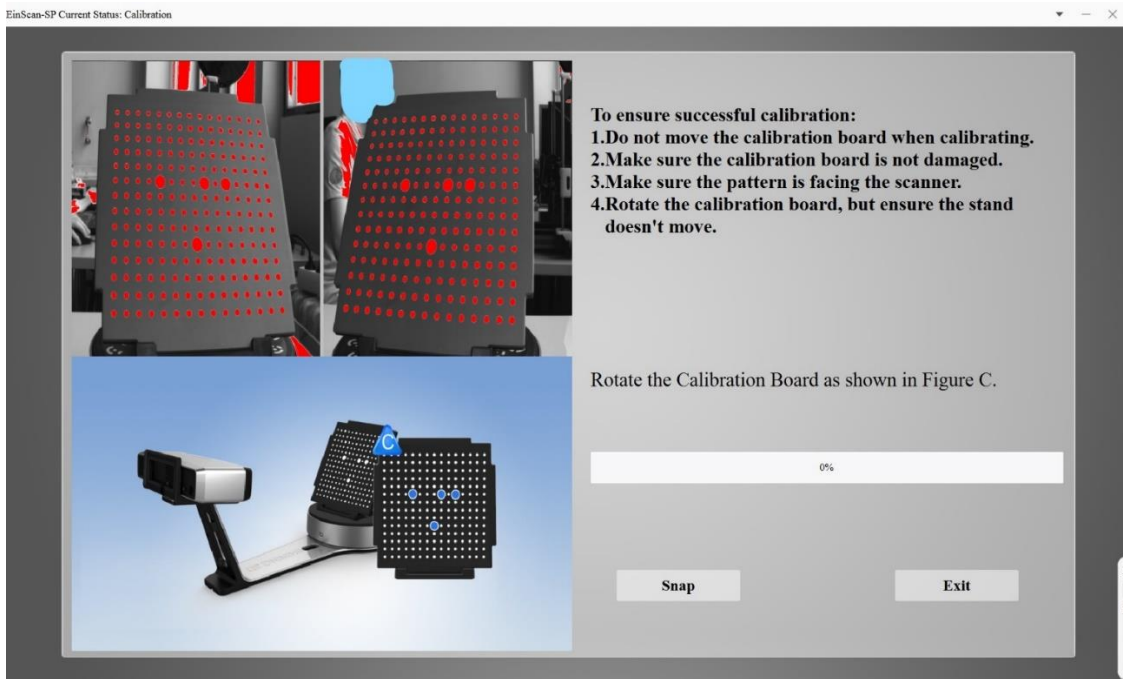 EinScan-SP Current Status: Calibration
To ensure successful calibration:
1.Do not move the calibration board when calibrating.
2.Make sure the calibration board is not damaged.
3.Make sure the pattern is facing the scanner.
4.Rotate the calibration board, but ensure the stand
doesn't move.
C
Rotate the Calibration Board as shown in Figure C.
0%
Snap
Exit